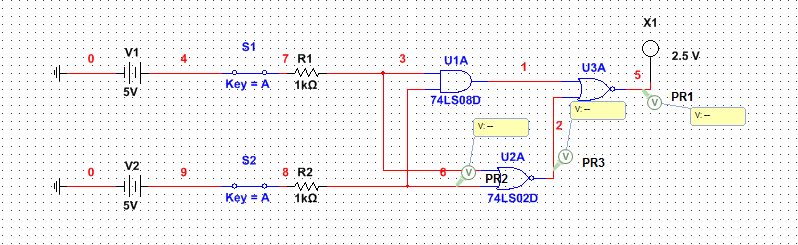 X1
2.5 V
V1
0
4
S1
7
R1
3
U1A
1
U3A
5
5V
Key = A
1kΩ
74LS08D
V
PR1
V: --
V: --
2
V: --
V2
0
9
S2
8
R2
6
V
PR2
U2A
V
PR3
5V
Key = A
1kΩ
74LS02D